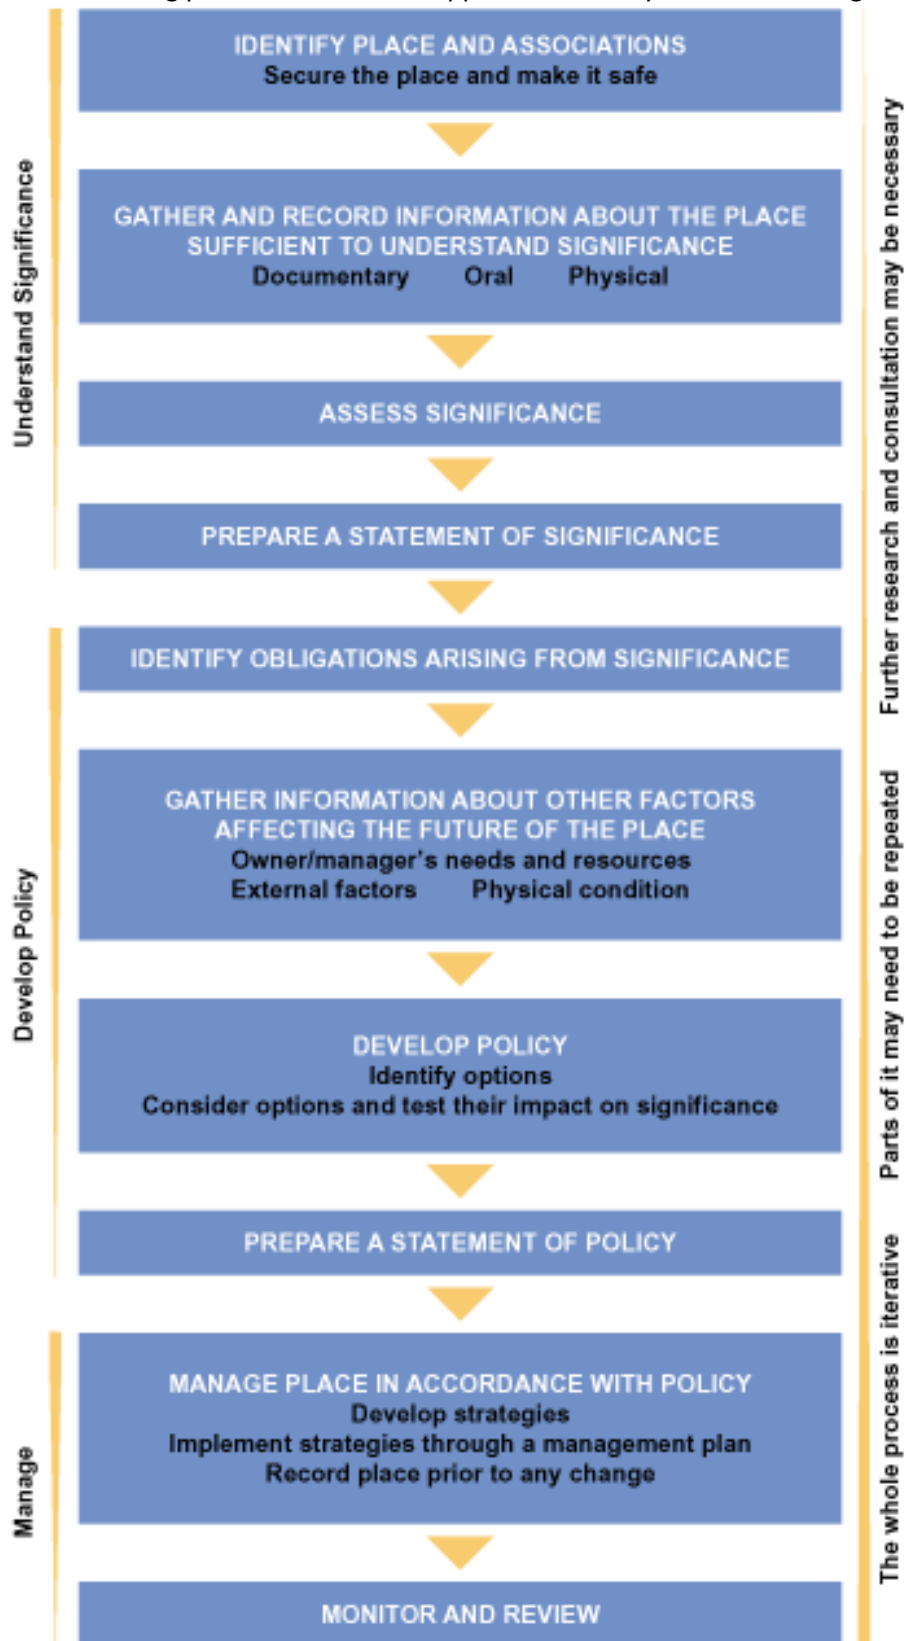 IDENTIFY PLACE AND ASSOCIATIONS
Secure the place and make it safe
GATHER AND RECORD INFORMATION ABOUT THE PLACE
SUFFICIENT TO UNDERSTAND SIGNIFICANCE
Documentary Oral Physical
ASSESS SIGNIFICANCE
PREPARE A STATEMENT OF SIGNIFICANCE
Understand Significance
IDENTIFY OBLIGATIONS ARISING FROM SIGNIFICANCE
GATHER INFORMATION ABOUT OTHER FACTORS
AFFECTING THE FUTURE OF THE PLACE
Owner/manager's needs and resources
External factors Physical condition
DEVELOP POLICY
Identify options
Consider options and test their impact on significance
PREPARE A STATEMENT OF POLICY
Develop Policy
MANAGE PLACE IN ACCORDANCE WITH POLICY
Develop strategies
Implement strategies through a management plan
Record place prior to any change
MONITOR AND REVIEW
Manage
The whole process is iterative Parts of it may need to be repeated Further research and consultation may be necessary